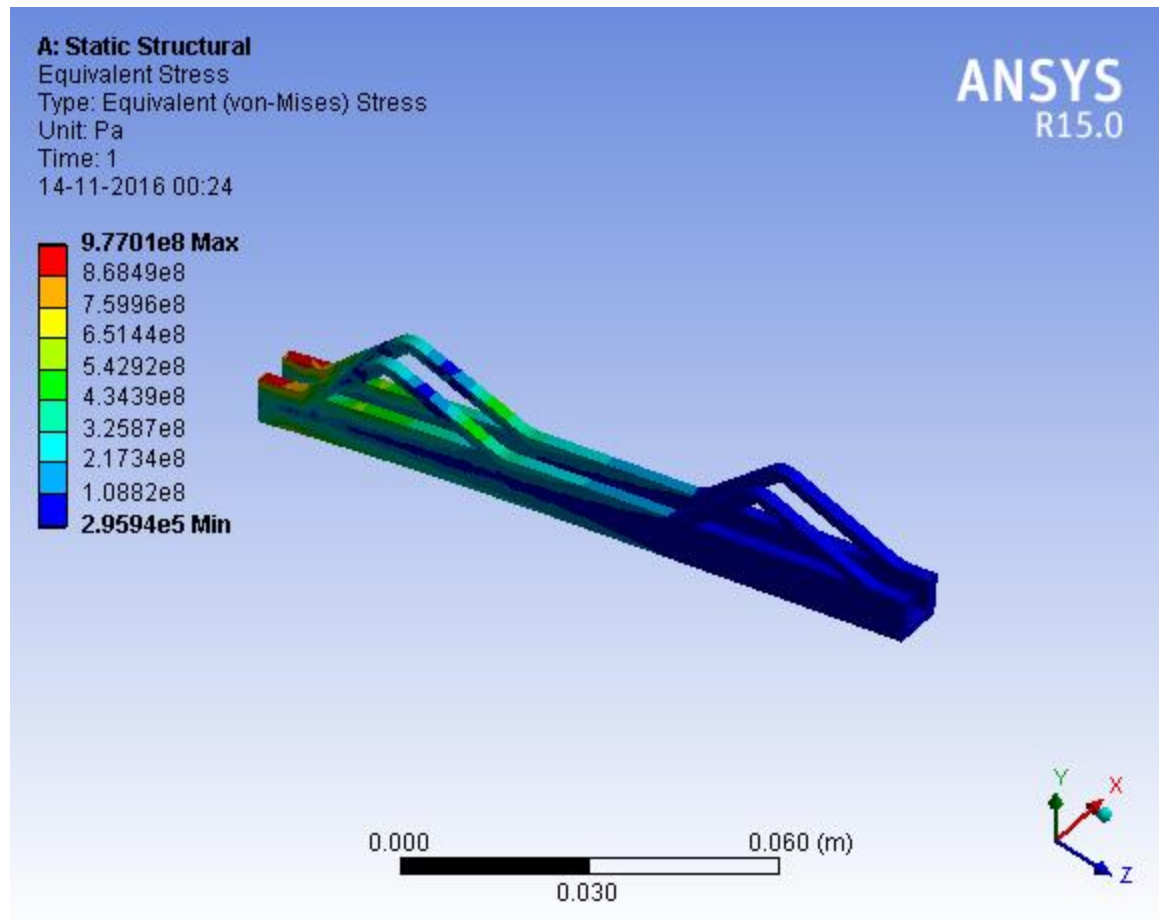 A: Static Structural
Equivalent Stress
Type: Equivalent (von-Mises) Stress
Unit: Pa
Time: 1
14-11-2016 00:24
ANSYS
R15.0
9.7701e8 Max
8.6849e8
7.5996e8
6.5144e8
5.4292e8
4.3439e8
3.2587e8
2.1734e8
1.0882e8
2.9594e5 Min
0.000
0.060 (m)
0.030
Y
X
Z